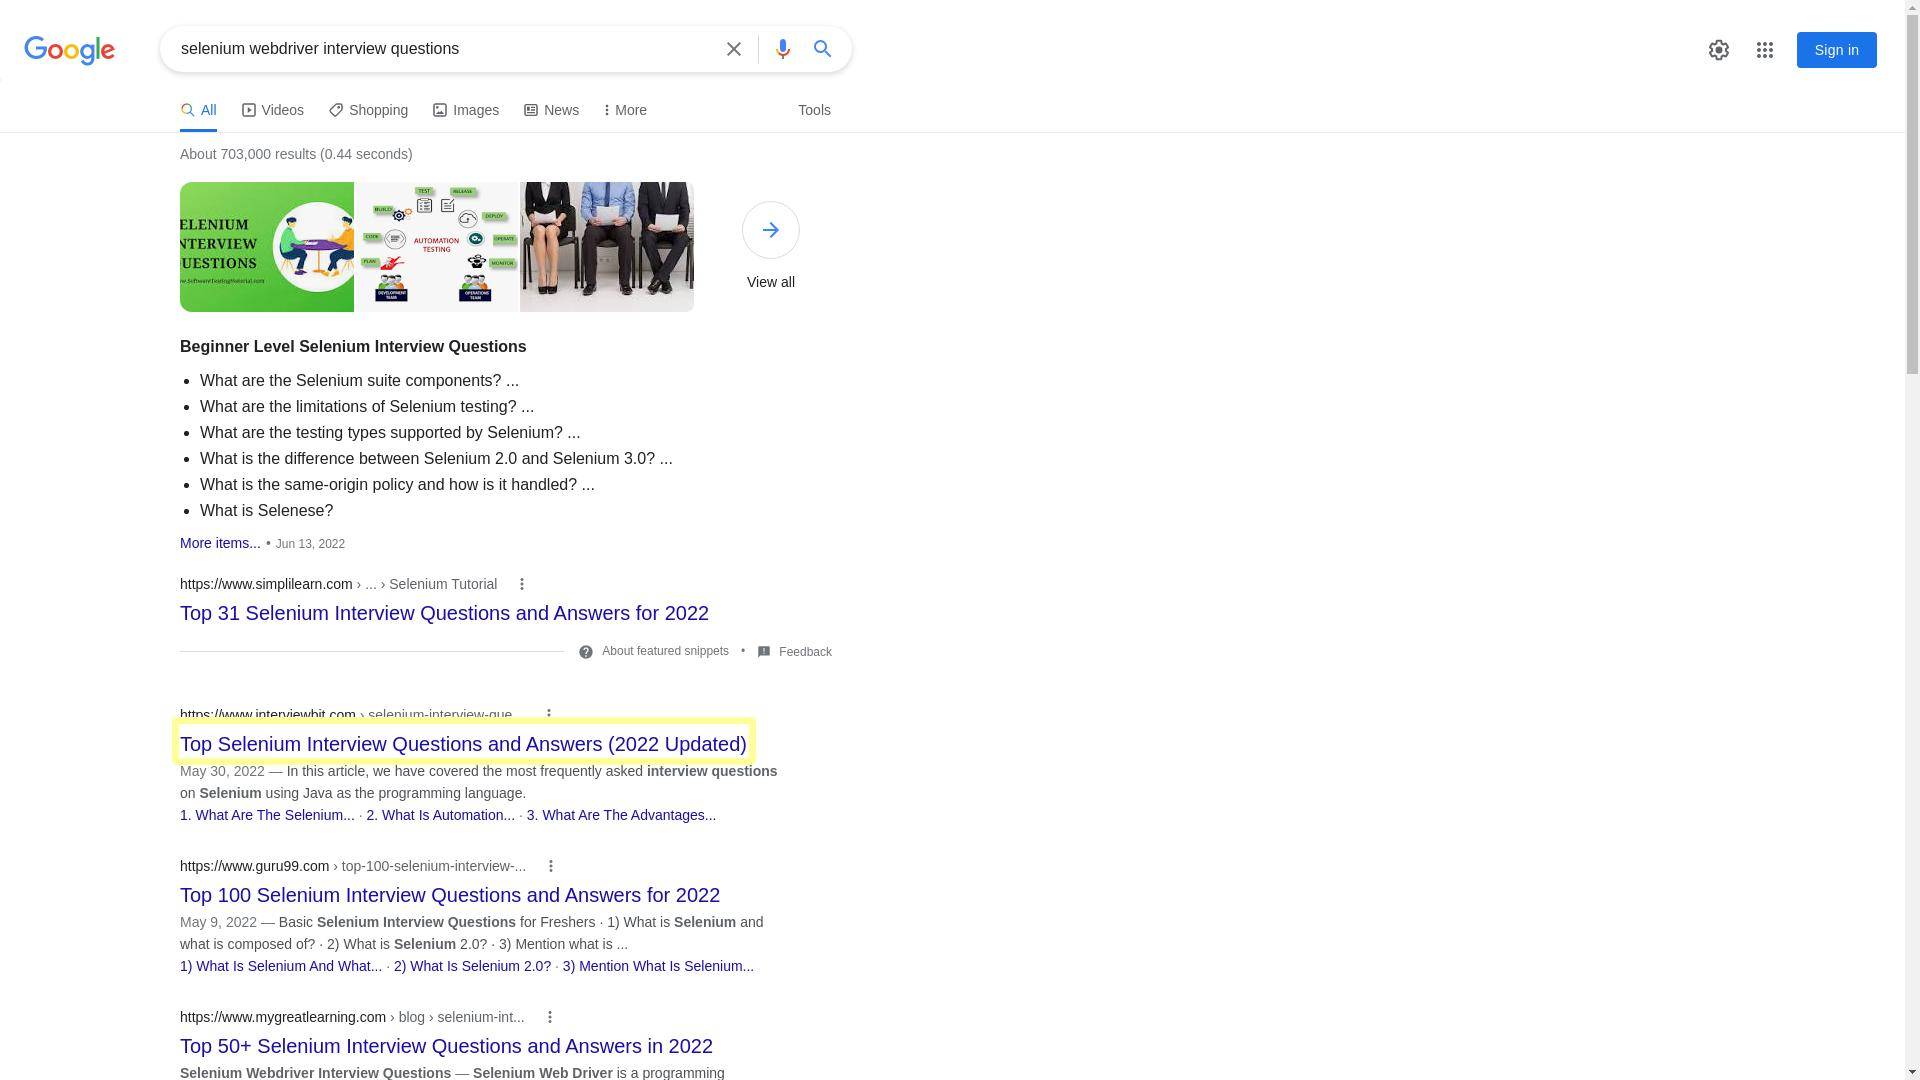 Google
selenium webdriver interview questions
Sign in
All
Videos
Shopping
Images
News
More
Tools
About 703,000 results (0.44 seconds)
ELENIUM
NTERVIEW
UESTIONS
w.SoftwareTestingMaterial.com
TEST
RELEASE
BUILD
DEPLOY
CODE
AUTOMATION
TESTING
OPERATE
PLAN
MONITOR
DEVELOPMENT
TEAM
OPERATIONS
TEAM
View all
Beginner Level Selenium Interview Questions
• What are the Selenium suite components? ...
• What are the limitations of Selenium testing? ...
• What are the testing types supported by Selenium? ...
• What is the difference between Selenium 2.0 and Selenium 3.0? ...
• What is the same-origin policy and how is it handled? ...
• What is Selenese?
More items... • Jun 13, 2022
https://www.simplilearn.com › ... › Selenium Tutorial
Top 31 Selenium Interview Questions and Answers for 2022
About featured snippets • Feedback
https://www.interviewbit.com › selenium-interview-que...
Top Selenium Interview Questions and Answers (2022 Updated)
May 30, 2022 — In this article, we have covered the most frequently asked interview questions
on Selenium using Java as the programming language.
1. What Are The Selenium... · 2. What Is Automation... · 3. What Are The Advantages...
https://www.guru99.com › top-100-selenium-interview-...
Top 100 Selenium Interview Questions and Answers for 2022
May 9, 2022 — Basic Selenium Interview Questions for Freshers · 1) What is Selenium and
what is composed of? · 2) What is Selenium 2.0? · 3) Mention what is ...
1) What Is Selenium And What... · 2) What Is Selenium 2.0? · 3) Mention What Is Selenium...
https://www.mygreatlearning.com › blog › selenium-int...
Top 50+ Selenium Interview Questions and Answers in 2022
Selenium Webdriver Interview Questions — Selenium Web Driver is a programming